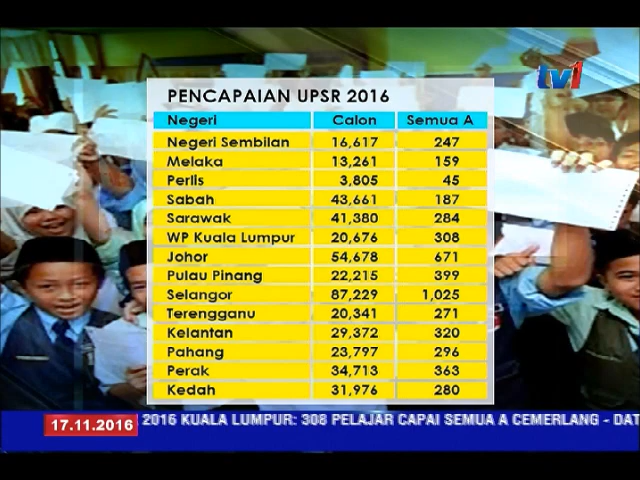 tv1
PENCAPAIAN UPSR 2016
Negeri Calon Semua A
Negeri Sembilan 16,617 247
Melaka 13,261 159
Perlis 3,805 45
Sabah 43,661 187
Sarawak 41,380 284
WP Kuala Lumpur 20,676 308
Johor 54,678 671
Pulau Pinang 22,215 399
Selangor 87,229 1,025
Terengganu 20,341 271
Kelantan 29,372 320
Pahang 23,797 296
Perak 34,713 363
Kedah 31,976 280
17.11.2016 2016 KUALA LUMPUR: 308 PELAJAR CAPAI SEMUA A CEMERLANG - DAT